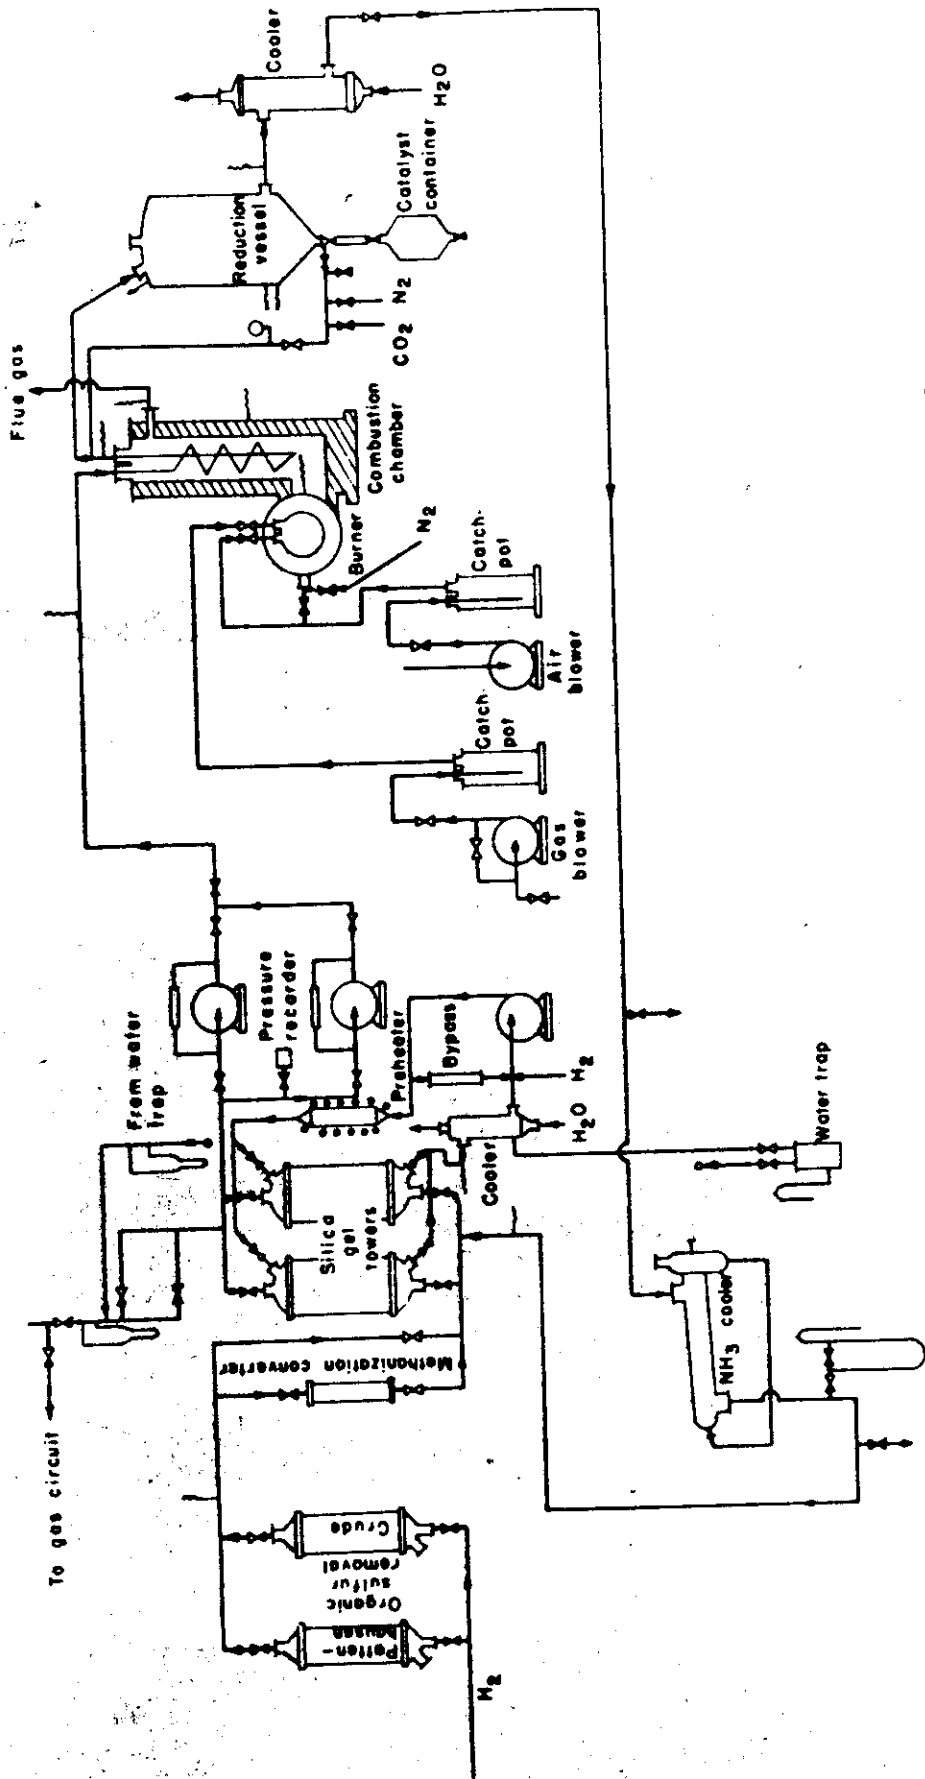 To gas circuit
From water
trap
Flue gas
H2
Petten-
hausen
Organic
sulfur
removal
Crude
Methanization converter
Silica
gel
towers
Cooler
Preheater
Pressure
recorder
Bypass
H2O
H2
Gas
blower
Catch-
pot
Air
blower
Catch-
pot
N2
Burner
Combustion
chamber
CO2
N2
Reduction
vessel
Catalyst
container
Cooler
H2O
NH3 cooler
Water trap